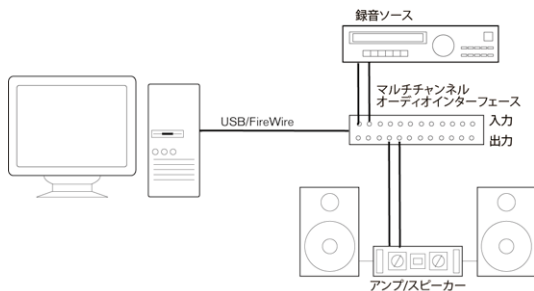 録音ソース
マルチチャンネル
オーディオインターフェース
USB/FireWire
入力
出力
アンプ/スピーカー